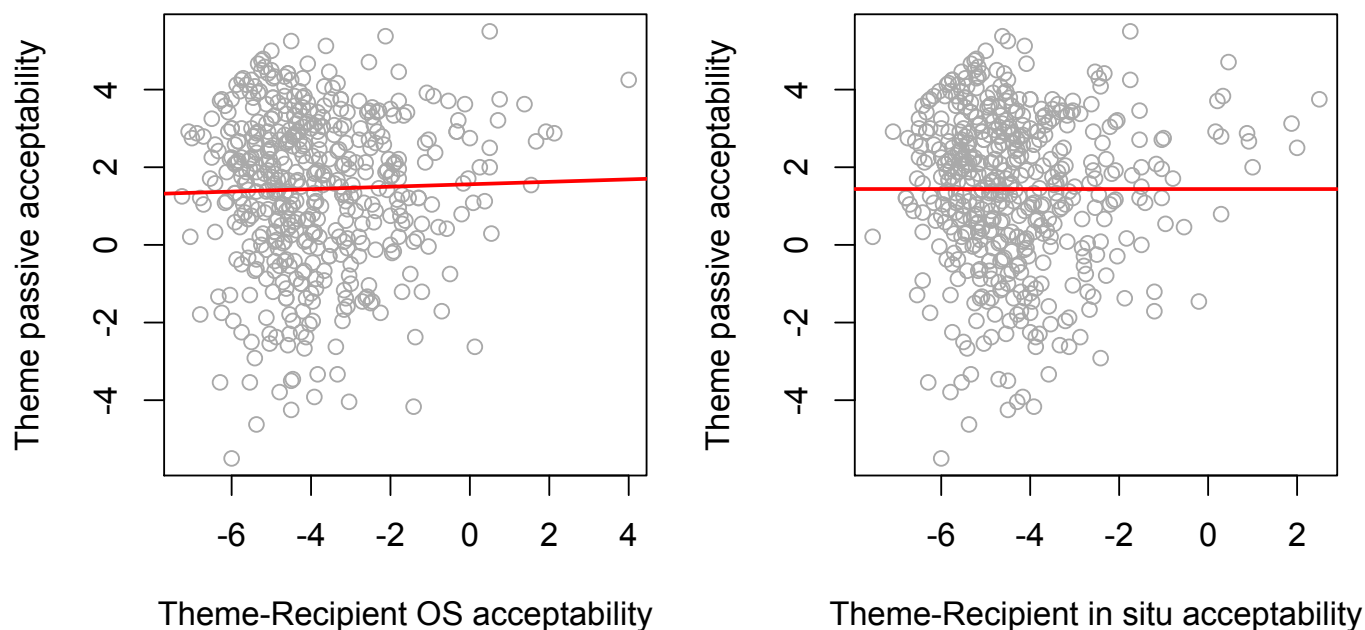 Theme passive acceptability
4
2
0
-2
-4
-6 -4 -2 0 2 4
Theme-Recipient OS acceptability
Theme passive acceptability
4
2
0
-2
-4
-6 -4 -2 0 2
Theme-Recipient in situ acceptability